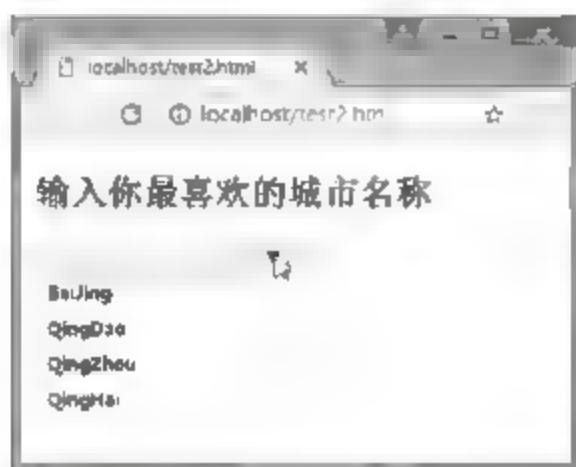 localhost/test2.html
localhost/test2.htm
输入你最喜欢的城市名称
BeiJing
QingDao
QingZhou
QingHai